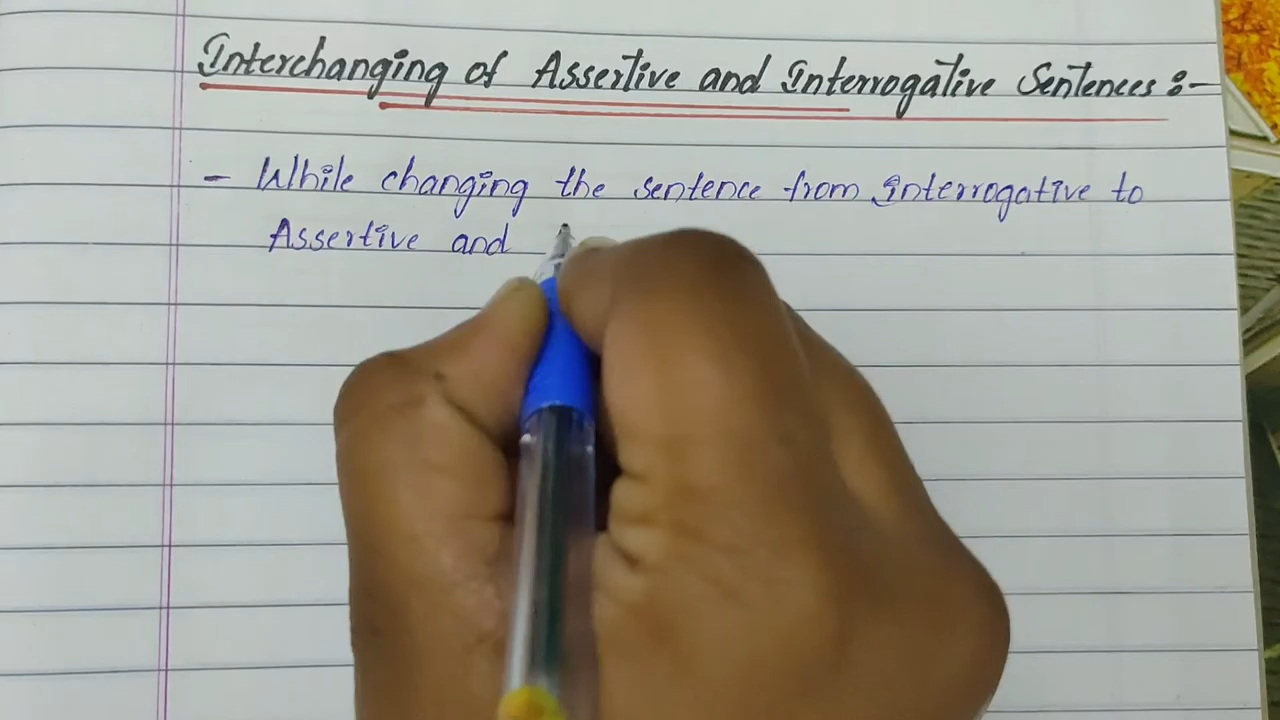 Interchanging of Assertive and Interrogative Sentences :-
- While changing the sentence from interrogative to
Assertive and